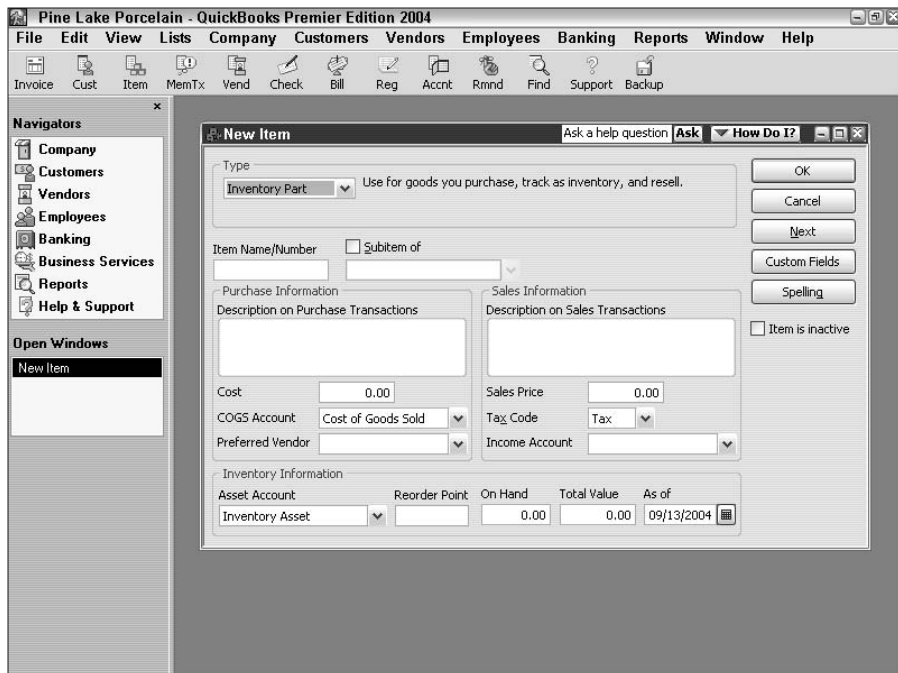 Pine Lake Porcelain - QuickBooks Premier Edition 2004
File Edit View Lists Company Customers Vendors Employees Banking Reports Window Help
Invoice Cust Item MemTx Vend Check Bill Reg Accnt Rmnd Find Support Backup
Navigators
Company
Customers
Vendors
Employees
Banking
Business Services
Reports
Help & Support
Open Windows
New Item
New Item Ask a help question Ask How Do I?
Type
Inventory Part Use for goods you purchase, track as inventory, and resell.
OK
Cancel
Next
Custom Fields
Spelling
Item is inactive
Item Name/Number Subitem of
Purchase Information
Description on Purchase Transactions
Cost 0.00
COGS Account Cost of Goods Sold
Preferred Vendor
Sales Information
Description on Sales Transactions
Sales Price 0.00
Tax Code Tax
Income Account
Inventory Information
Asset Account Reorder Point On Hand Total Value As of
Inventory Asset 0.00 0.00 09/13/2004